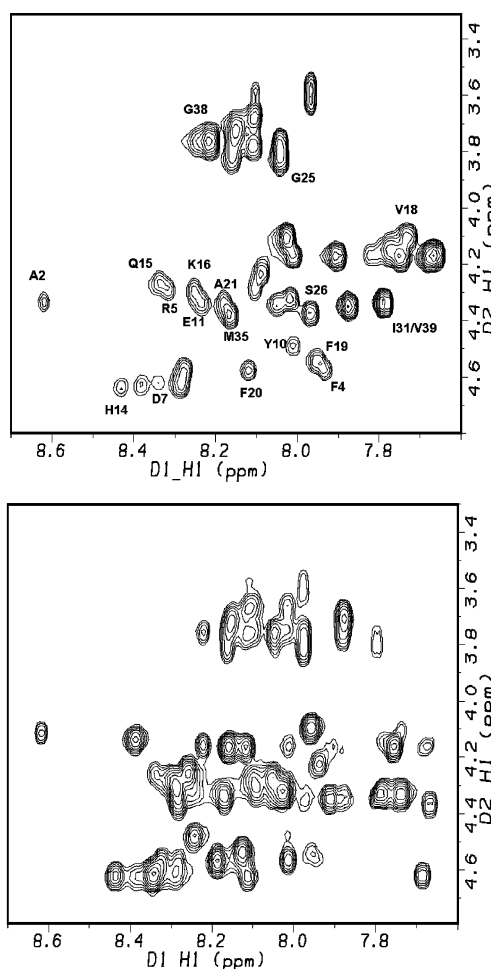 3.4
3.6
G38
3.8
G25
4.0
V18
A2
Q15
K16
4.2
A21
S26
R5
E11
M35
4.4
I31/V39
Y10
F19
D7
F20
F4
H14
4.6
8.6
8.4
8.2
8.0
7.8
D1_H1 (ppm)
D2_H1 (ppm)
3.4
3.6
3.8
4.0
4.2
4.4
4.6
8.6
8.4
8.2
8.0
7.8
D1 H1 (ppm)
D2 H1 (ppm)